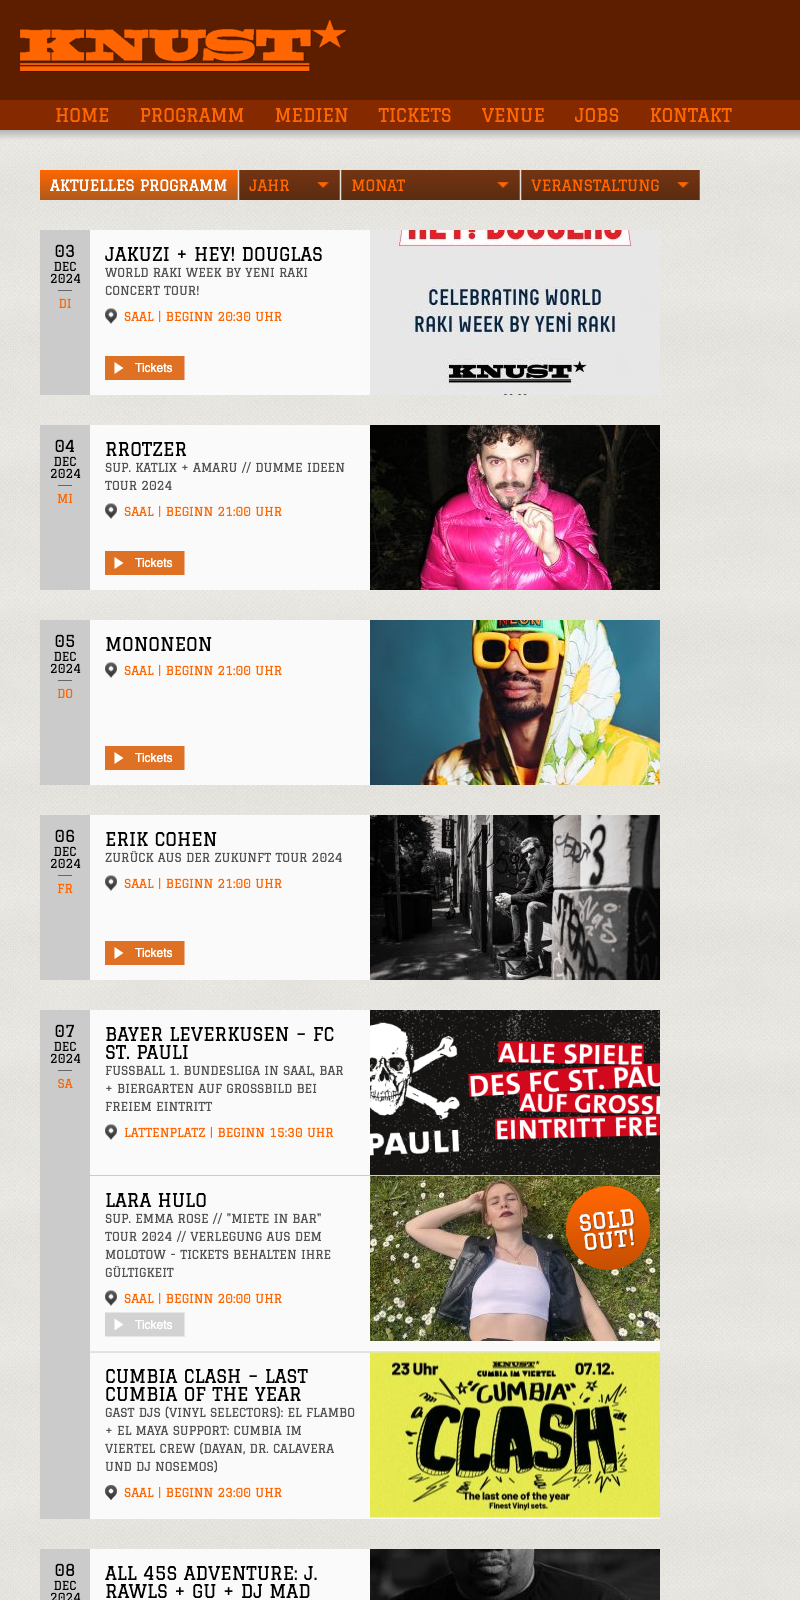 KNUST*
HOME PROGRAMM MEDIEN TICKETS VENUE JOBS KONTAKT
AKTUELLES PROGRAMM JAHR MONAT VERANSTALTUNG
03
DEC
2024
DI
JAKUZI + HEY! DOUGLAS
WORLD RAKI WEEK BY YENI RAKI
CONCERT TOUR!
SAAL | BEGINN 20:30 UHR
Tickets
HEY! DOUGLAS
CELEBRATING WORLD
RAKI WEEK BY YENİ RAKI
KNUST*
04
DEC
2024
MI
RROTZER
SUP. KATLIX + AMARU // DUMME IDEEN
TOUR 2024
SAAL | BEGINN 21:00 UHR
Tickets
05
DEC
2024
DO
MONONEON
SAAL | BEGINN 21:00 UHR
Tickets
NEON
06
DEC
2024
FR
ERIK COHEN
ZURÜCK AUS DER ZUKUNFT TOUR 2024
SAAL | BEGINN 21:00 UHR
Tickets
3
07
DEC
2024
SA
BAYER LEVERKUSEN – FC
ST. PAULI
FUSSBALL 1. BUNDESLIGA IN SAAL, BAR
+ BIERGARTEN AUF GROSSBILD BEI
FREIEM EINTRITT
LATTENPLATZ | BEGINN 15:30 UHR
PAULI
ALLE SPIELE
DES FC ST. PAU
AUF GROSSI
EINTRITT FRE
LARA HULO
SUP. EMMA ROSE // "MIETE IN BAR"
TOUR 2024 // VERLEGUNG AUS DEM
MOLOTOW - TICKETS BEHALTEN IHRE
GÜLTIGKEIT
SAAL | BEGINN 20:00 UHR
Tickets
SOLD
OUT!
CUMBIA CLASH – LAST
CUMBIA OF THE YEAR
GAST DJS (VINYL SELECTORS): EL FLAMBO
+ EL MAYA SUPPORT: CUMBIA IM
VIERTEL CREW (DAYAN, DR. CALAVERA
UND DJ NOSEMOS)
SAAL | BEGINN 23:00 UHR
23 Uhr KNUST* 07.12.
CUMBIA IM VIERTEL
"CUMBIA"
CLASH
The last one of the year
Finest Vinyl sets.
08
DEC
2024
ALL 45S ADVENTURE: J.
RAWLS + GU + DJ MAD